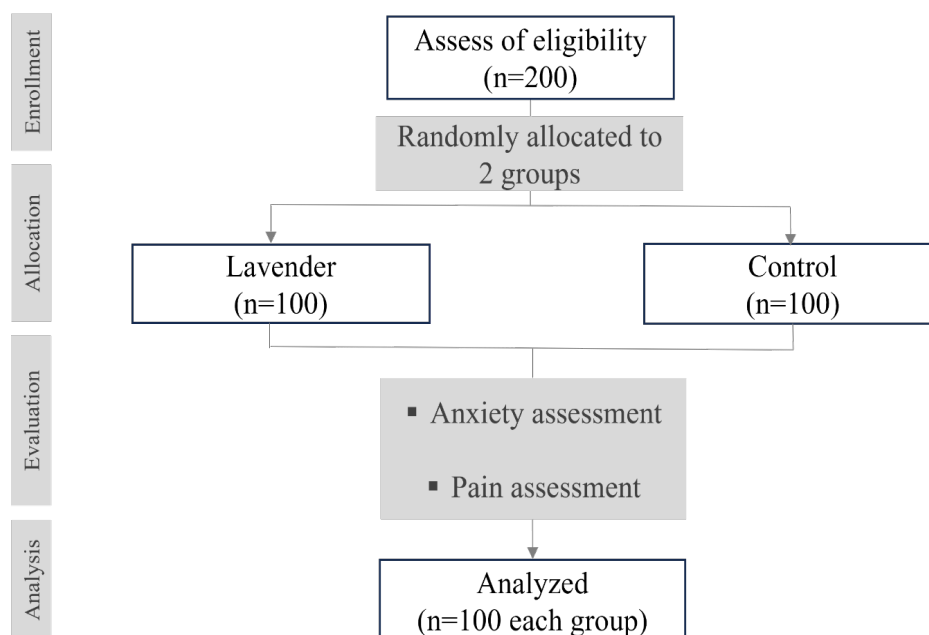 Enrollment
Assess of eligibility
(n=200)
Randomly allocated to
2 groups
Allocation
Lavender
(n=100)
Control
(n=100)
Evaluation
▪ Anxiety assessment
▪ Pain assessment
Analysis
Analyzed
(n=100 each group)